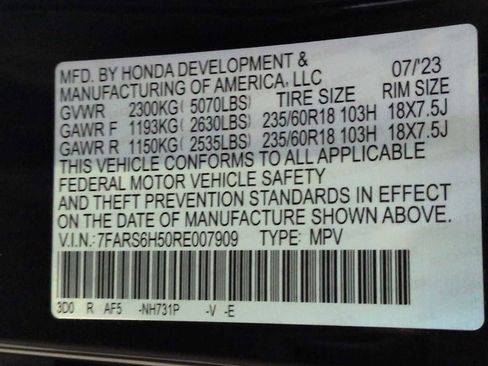 MFD. BY HONDA DEVELOPMENT & 07/'23
MANUFACTURING OF AMERICA, LLC
GVWR 2300KG( 5070LBS) TIRE SIZE RIM SIZE
GAWR F 1193KG( 2630LBS) 235/60R18 103H 18X7.5J
GAWR R 1150KG( 2535LBS) 235/60R18 103H 18X7.5J
THIS VEHICLE CONFORMS TO ALL APPLICABLE
FEDERAL MOTOR VEHICLE SAFETY
AND THEFT PREVENTION STANDARDS IN EFFECT
ON THE DATE OF MANUFACTURE SHOWN ABOVE.
V.I.N.:7FARS6H50RE007909 TYPE: MPV
3D0 R AF5 -NH731P -V -E